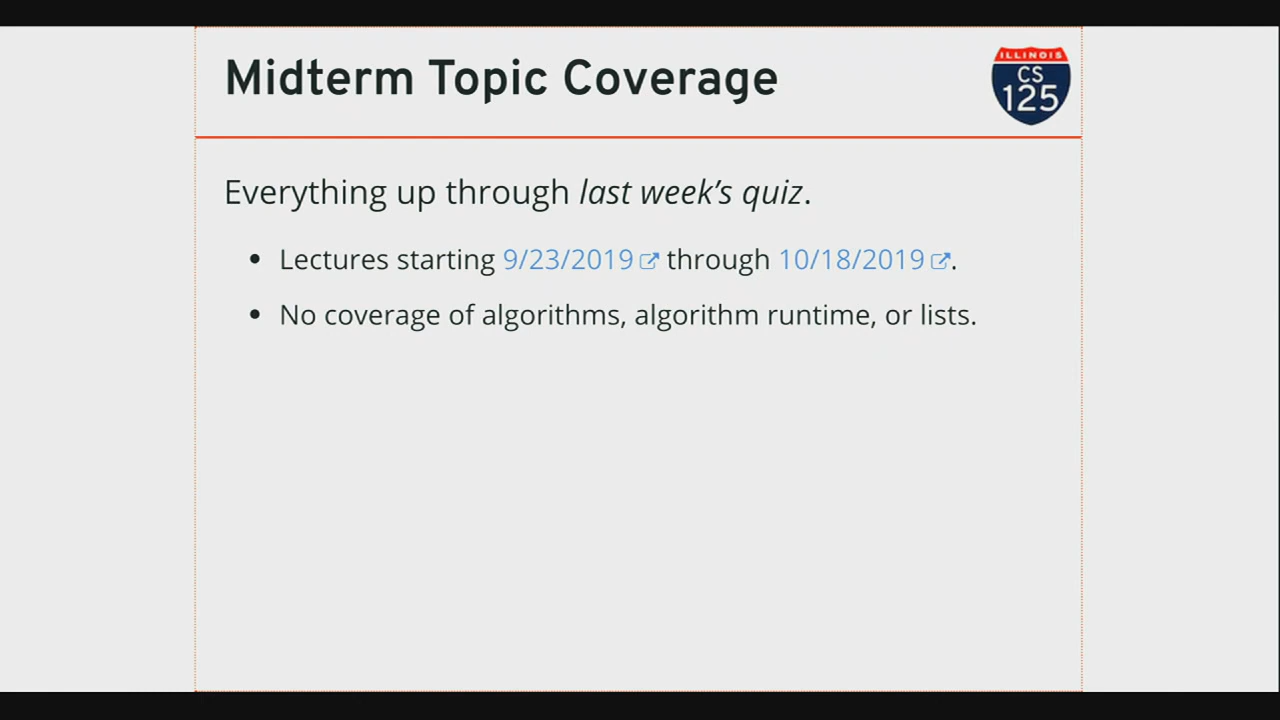 Midterm Topic Coverage
ILLINOIS
CS
125
Everything up through last week's quiz.
• Lectures starting 9/23/2019 through 10/18/2019.
• No coverage of algorithms, algorithm runtime, or lists.